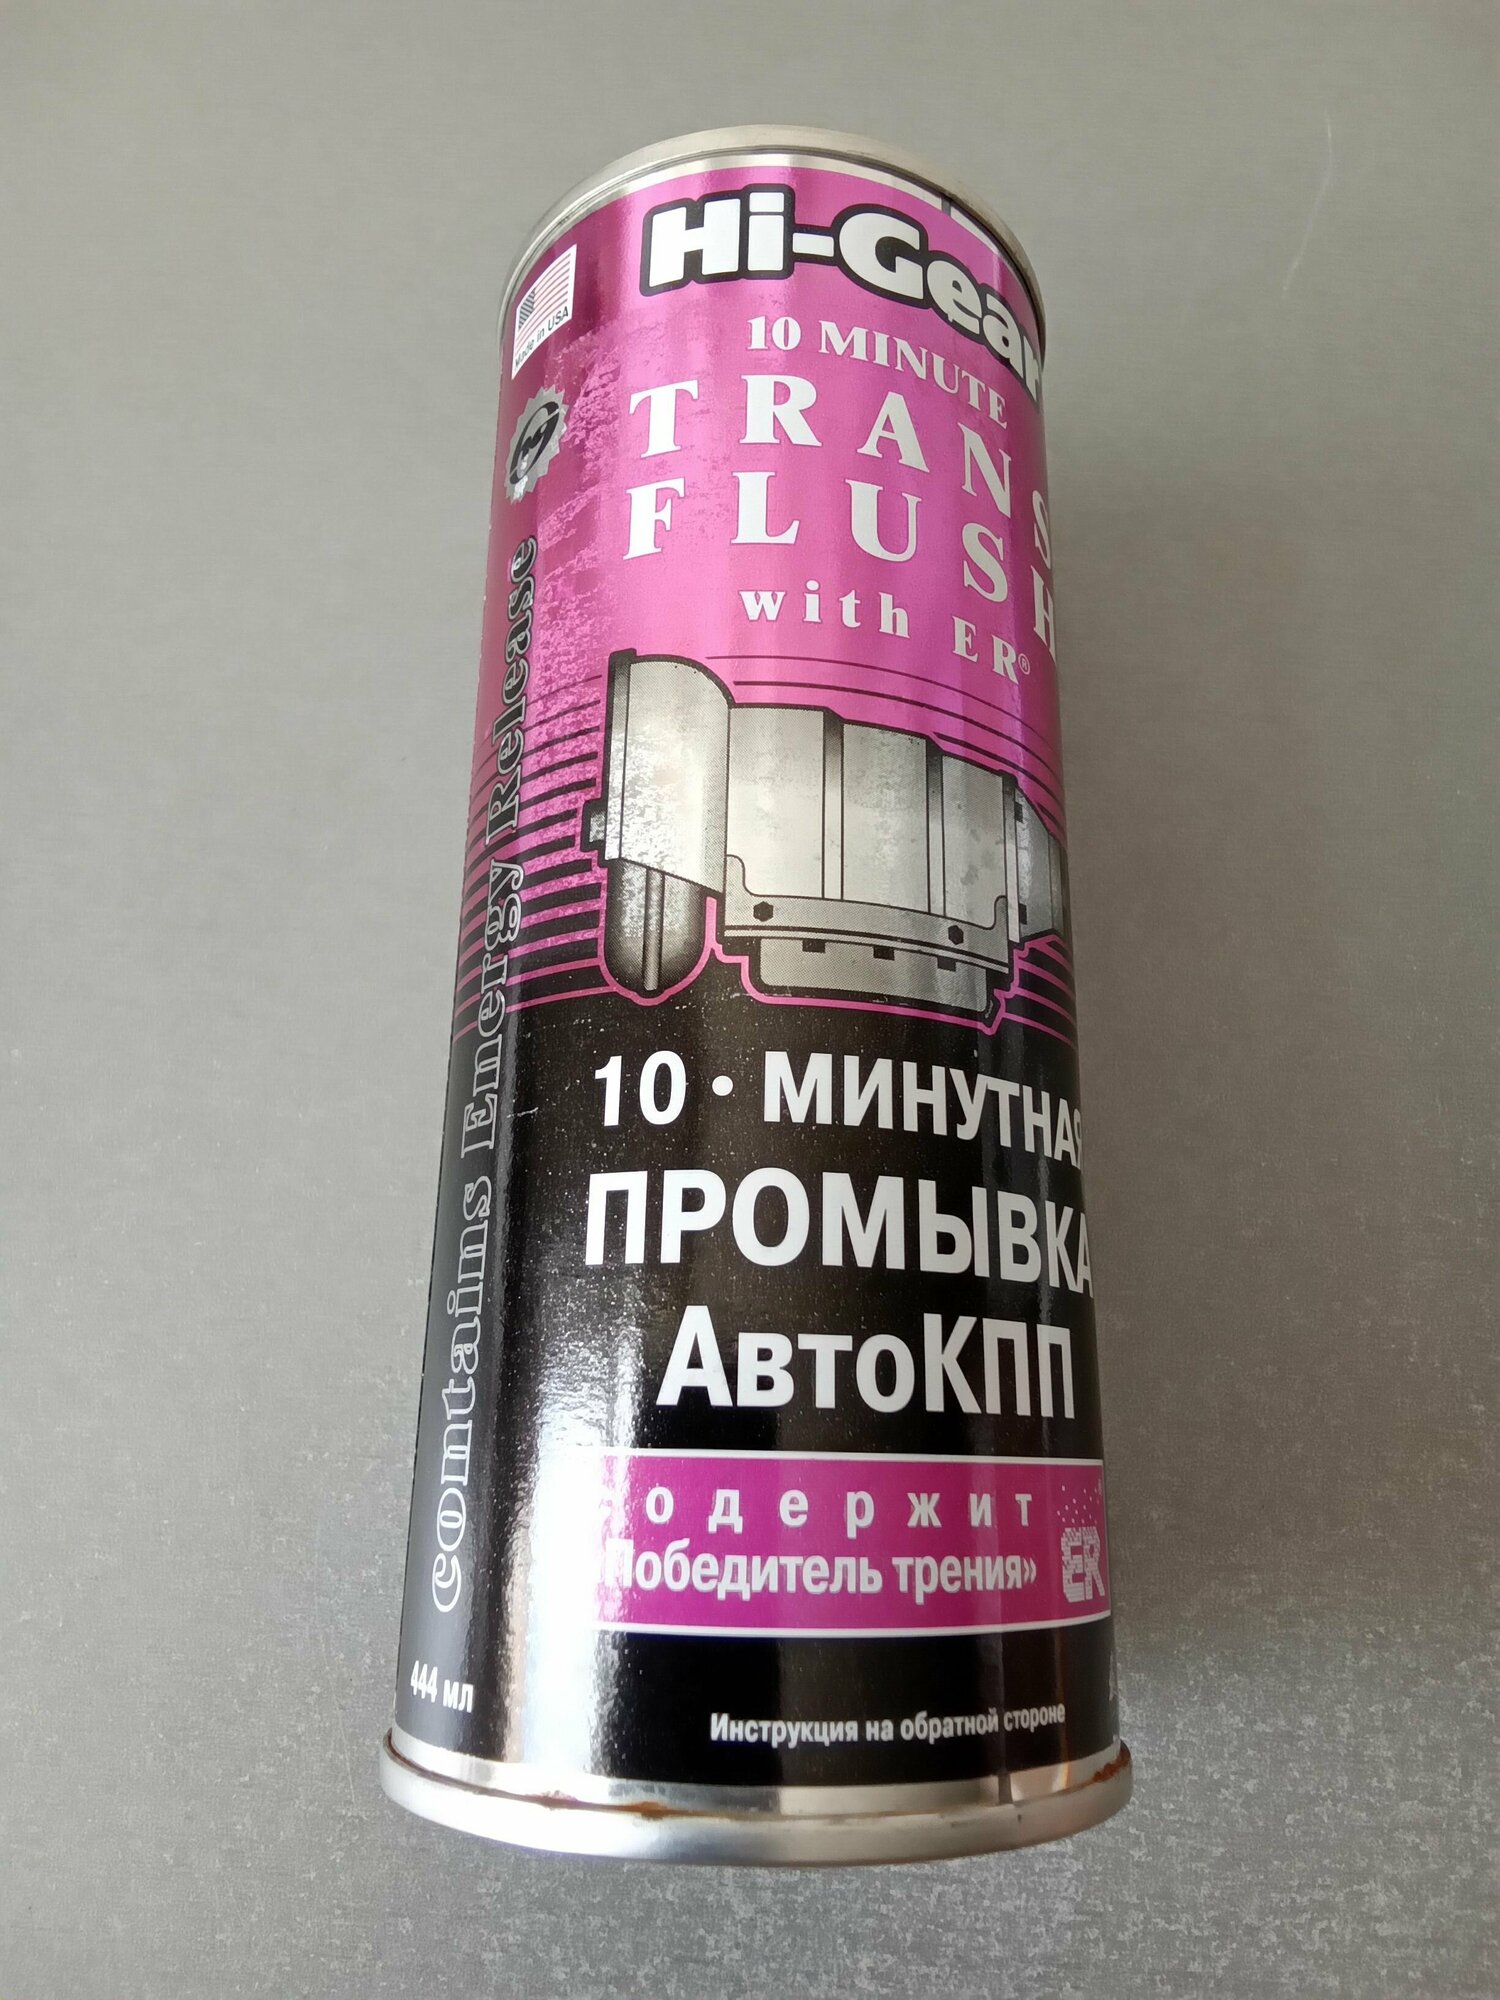 Hi-Gear
Made in USA
10 MINUTE
TRANS
FLUSH
with ER®
Contains Energy Release
10 · МИНУТНАЯ
ПРОМЫВКА
АвтоКПП
одержит
«Победитель трения»
ER
444 мл
Инструкция на обратной стороне